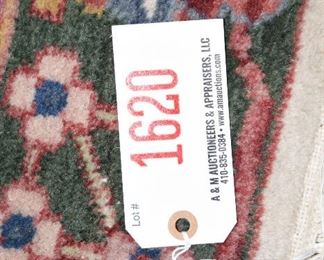 Lot#
1620
A & M AUCTIONEERS & APPRAISERS, LLC
410-835-0384 • www.amauctions.com